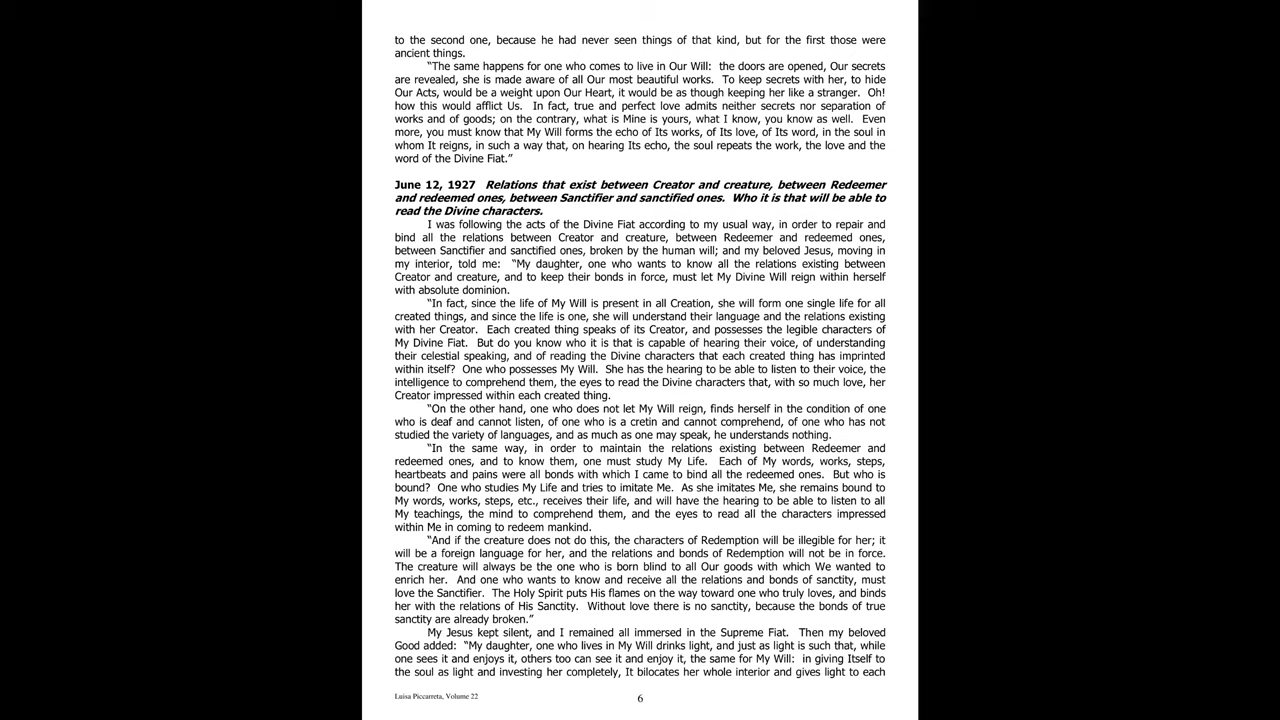 to the second one, because he had never seen things of that kind, but for the first those were
ancient things.
“The same happens for one who comes to live in Our Will: the doors are opened, Our secrets
are revealed, she is made aware of all Our most beautiful works. To keep secrets with her, to hide
Our Acts, would be a weight upon Our Heart, it would be as though keeping her like a stranger. Oh!
how this would afflict Us. In fact, true and perfect love admits neither secrets nor separation of
works and of goods; on the contrary, what is Mine is yours, what I know, you know as well. Even
more, you must know that My Will forms the echo of Its works, of Its love, of Its word, in the soul in
whom It reigns, in such a way that, on hearing Its echo, the soul repeats the work, the love and the
word of the Divine Fiat.”
June 12, 1927 Relations that exist between Creator and creature, between Redeemer
and redeemed ones, between Sanctifier and sanctified ones. Who it is that will be able to
read the Divine characters.
I was following the acts of the Divine Fiat according to my usual way, in order to repair and
bind all the relations between Creator and creature, between Redeemer and redeemed ones,
between Sanctifier and sanctified ones, broken by the human will; and my beloved Jesus, moving in
my interior, told me: “My daughter, one who wants to know all the relations existing between
Creator and creature, and to keep their bonds in force, must let My Divine Will reign within herself
with absolute dominion.
“In fact, since the life of My Will is present in all Creation, she will form one single life for all
created things, and since the life is one, she will understand their language and the relations existing
with her Creator. Each created thing speaks of its Creator, and possesses the legible characters of
My Divine Fiat. But do you know who it is that is capable of hearing their voice, of understanding
their celestial speaking, and of reading the Divine characters that each created thing has imprinted
within itself? One who possesses My Will. She has the hearing to be able to listen to their voice, the
intelligence to comprehend them, the eyes to read the Divine characters that, with so much love, her
Creator impressed within each created thing.
“On the other hand, one who does not let My Will reign, finds herself in the condition of one
who is deaf and cannot listen, of one who is a cretin and cannot comprehend, of one who has not
studied the variety of languages, and as much as one may speak, he understands nothing.
“In the same way, in order to maintain the relations existing between Redeemer and
redeemed ones, and to know them, one must study My Life. Each of My words, works, steps,
heartbeats and pains were all bonds with which I came to bind all the redeemed ones. But who is
bound? One who studies My Life and tries to imitate Me. As she imitates Me, she remains bound to
My words, works, steps, etc., receives their life, and will have the hearing to be able to listen to all
My teachings, the mind to comprehend them, and the eyes to read all the characters impressed
within Me in coming to redeem mankind.
“And if the creature does not do this, the characters of Redemption will be illegible for her; it
will be a foreign language for her, and the relations and bonds of Redemption will not be in force.
The creature will always be the one who is born blind to all Our goods with which We wanted to
enrich her. And one who wants to know and receive all the relations and bonds of sanctity, must
love the Sanctifier. The Holy Spirit puts His flames on the way toward one who truly loves, and binds
her with the relations of His Sanctity. Without love there is no sanctity, because the bonds of true
sanctity are already broken.”
My Jesus kept silent, and I remained all immersed in the Supreme Fiat. Then my beloved
Good added: “My daughter, one who lives in My Will drinks light, and just as light is such that, while
one sees it and enjoys it, others too can see it and enjoy it, the same for My Will: in giving Itself to
the soul as light and investing her completely, It bilocates her whole interior and gives light to each
Luisa Piccarreta, Volume 22
6